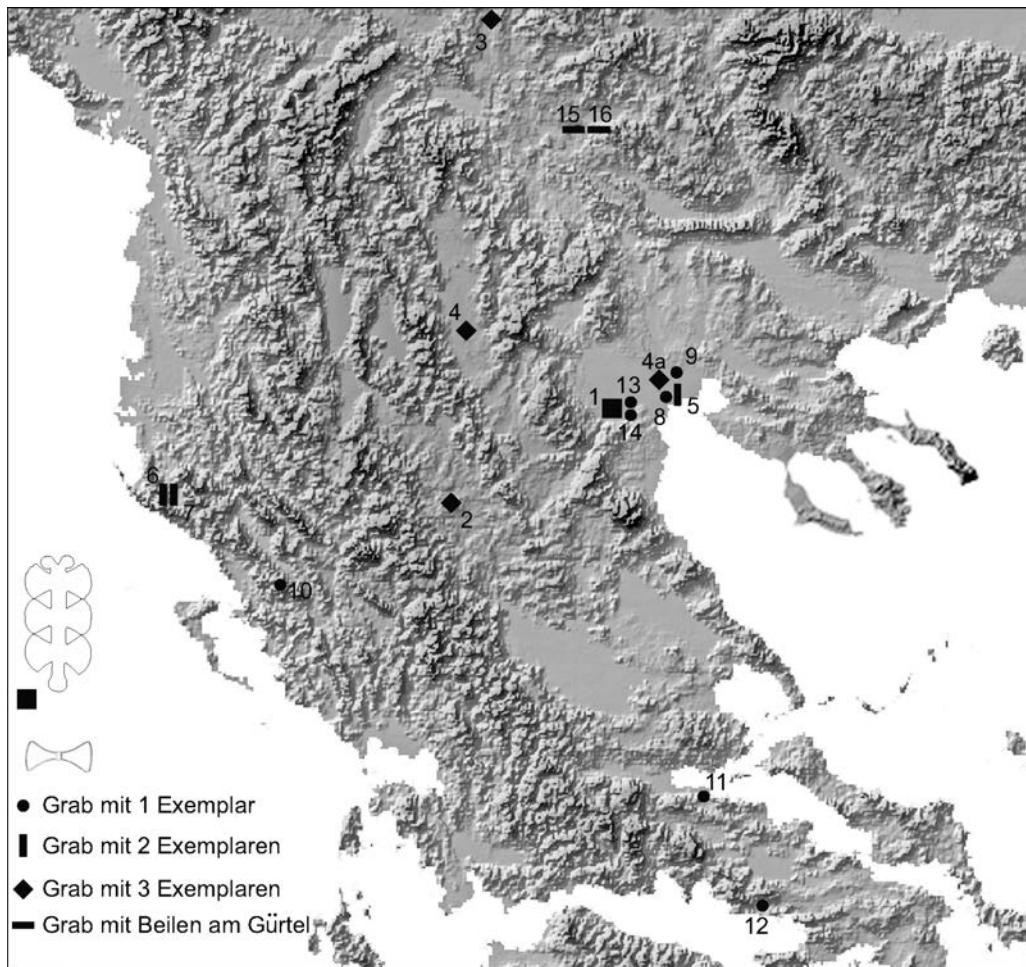 3
15 16
4
4a 9
1 13
8 5
14
6
7
2
10
Grab mit 1 Exemplar
Grab mit 2 Exemplaren
Grab mit 3 Exemplaren
Grab mit Beilen am Gürtel
11
12